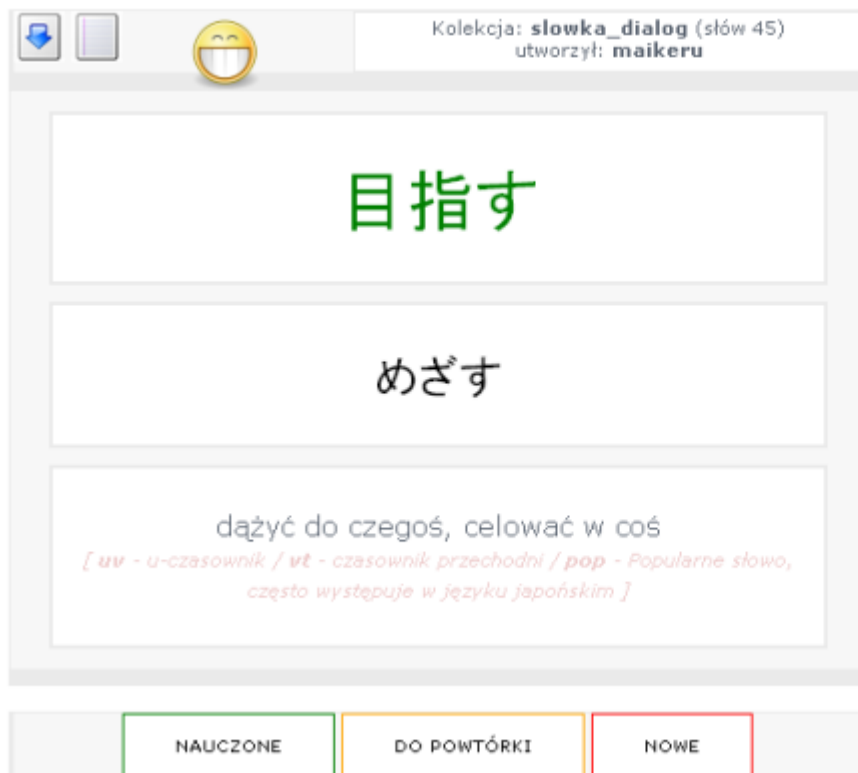 Kolekcja: slowka_dialog (słów 45)
utworzył: maikeru
目指す
めざす
dążyć do czegoś, celować w coś
[ uv - u-czasownik / vt - czasownik przechodni / pop - Popularne słowo,
często występuje w języku japońskim ]
NAUCZONE DO POWTÓRKI NOWE